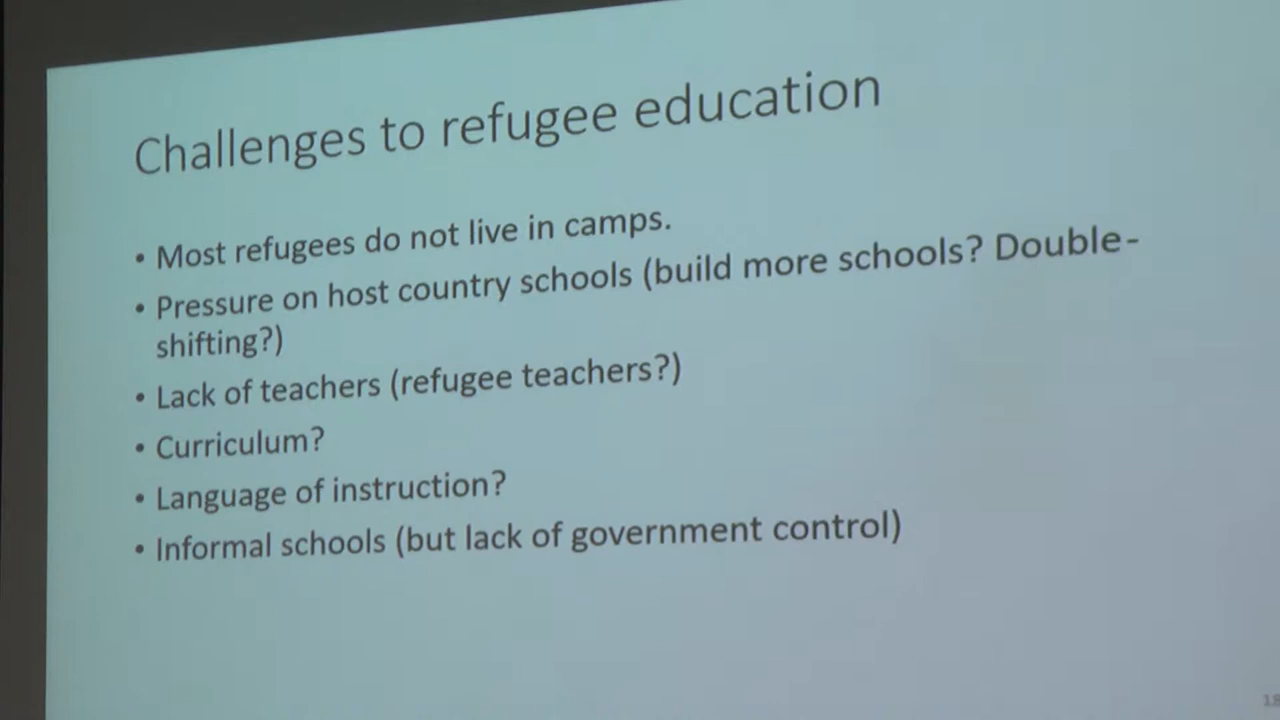 Challenges to refugee education
• Most refugees do not live in camps.
• Pressure on host country schools (build more schools? Double-
shifting?)
• Lack of teachers (refugee teachers?)
• Curriculum?
• Language of instruction?
• Informal schools (but lack of government control)
18